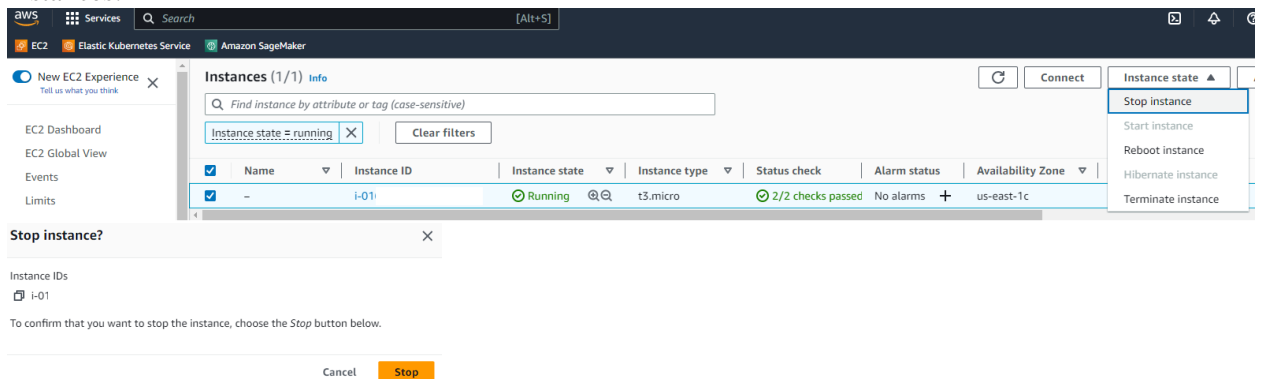 aws Services Search [Alt+S]
EC2 Elastic Kubernetes Service Amazon SageMaker
New EC2 Experience
Tell us what you think
EC2 Dashboard
EC2 Global View
Events
Limits
Instances (1/1) Info
Connect
Instance state
Find instance by attribute or tag (case-sensitive)
Instance state = running
Clear filters
Stop instance
Start instance
Reboot instance
Hibernate instance
Terminate instance
Name Instance ID Instance state Instance type Status check Alarm status Availability Zone
– i-01 Running t3.micro 2/2 checks passed No alarms + us-east-1c
Stop instance?
Instance IDs
i-01
To confirm that you want to stop the instance, choose the Stop button below.
Cancel Stop